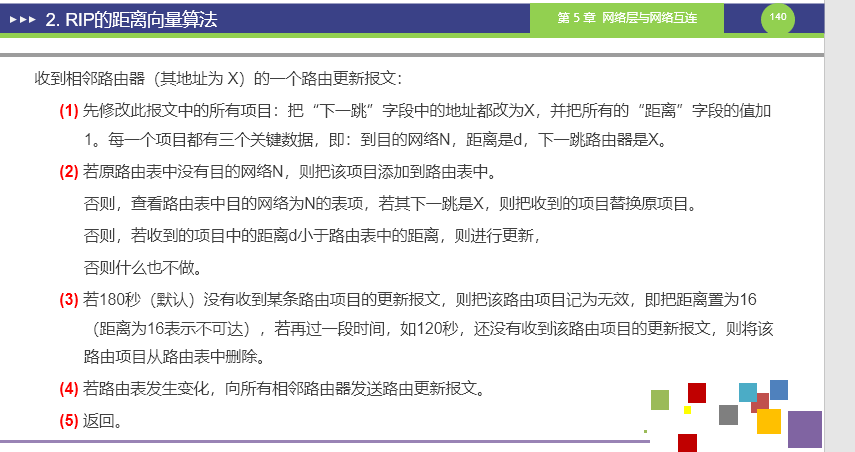 ►►► 2. RIP的距离向量算法
第 5 章 网络层与网络互连
140
收到相邻路由器（其地址为 X）的一个路由更新报文：
(1) 先修改此报文中的所有项目：把“下一跳”字段中的地址都改为X，并把所有的“距离”字段的值加
1。每一个项目都有三个关键数据，即：到目的网络N，距离是d，下一跳路由器是X。
(2) 若原路由表中没有目的网络N，则把该项目添加到路由表中。
否则，查看路由表中目的网络为N的表项，若其下一跳是X，则把收到的项目替换原项目。
否则，若收到的项目中的距离d小于路由表中的距离，则进行更新，
否则什么也不做。
(3) 若180秒（默认）没有收到某条路由项目的更新报文，则把该路由项目记为无效，即把距离置为16
（距离为16表示不可达），若再过一段时间，如120秒，还没有收到该路由项目的更新报文，则将该
路由项目从路由表中删除。
(4) 若路由表发生变化，向所有相邻路由器发送路由更新报文。
(5) 返回。